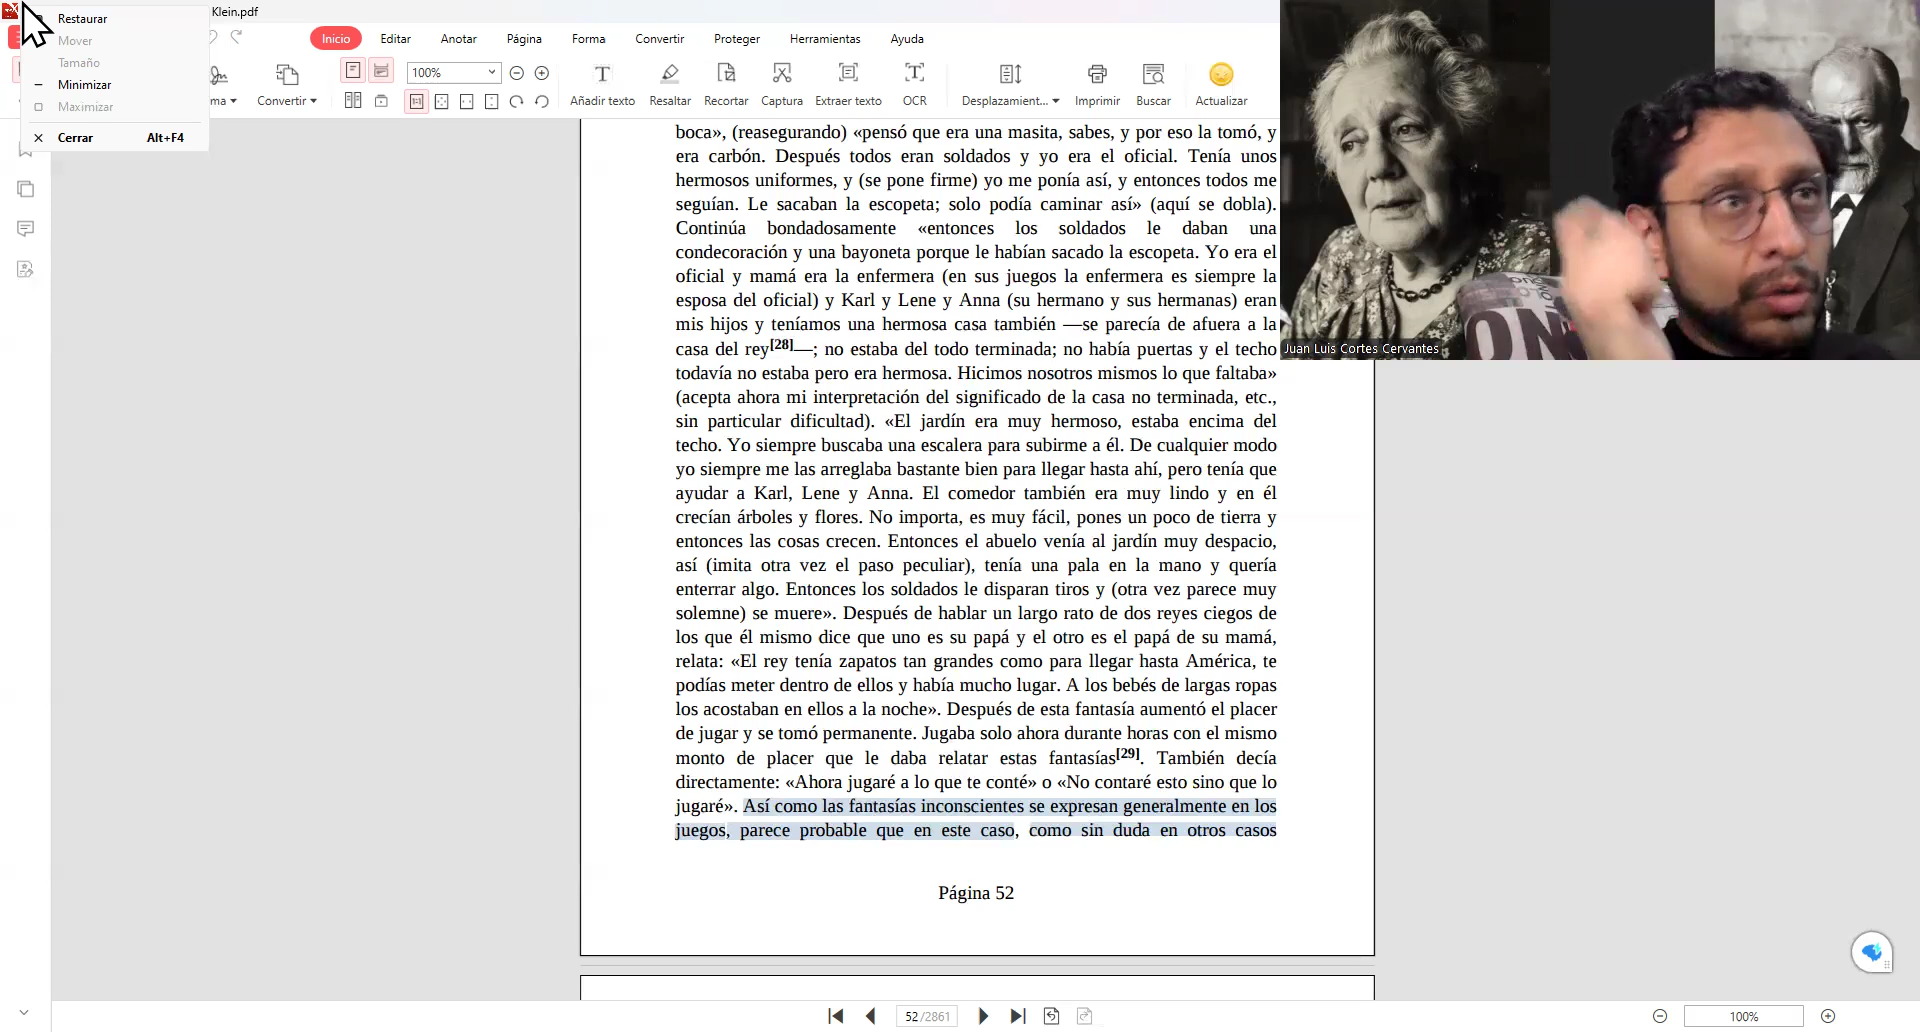 Klein.pdf
Restaurar
Mover
Tamaño
Minimizar
Maximizar
Cerrar Alt+F4
Inicio Editar Anotar Página Forma Convertir Proteger Herramientas Ayuda
100%
ma Convertir Añadir texto Resaltar Recortar Captura Extraer texto OCR Desplazamient... Imprimir Buscar Actualizar
boca», (reasegurando) «pensó que era una masita, sabes, y por eso la tomó, y
era carbón. Después todos eran soldados y yo era el oficial. Tenía unos
hermosos uniformes, y (se pone firme) yo me ponía así, y entonces todos me
seguían. Le sacaban la escopeta; solo podía caminar así» (aquí se dobla).
Continúa bondadosamente «entonces los soldados le daban una
condecoración y una bayoneta porque le habían sacado la escopeta. Yo era el
oficial y mamá era la enfermera (en sus juegos la enfermera es siempre la
esposa del oficial) y Karl y Lene y Anna (su hermano y sus hermanas) eran
mis hijos y teníamos una hermosa casa también —se parecía de afuera a la
casa del rey[28]—; no estaba del todo terminada; no había puertas y el techo
todavía no estaba pero era hermosa. Hicimos nosotros mismos lo que faltaba»
(acepta ahora mi interpretación del significado de la casa no terminada, etc.,
sin particular dificultad). «El jardín era muy hermoso, estaba encima del
techo. Yo siempre buscaba una escalera para subirme a él. De cualquier modo
yo siempre me las arreglaba bastante bien para llegar hasta ahí, pero tenía que
ayudar a Karl, Lene y Anna. El comedor también era muy lindo y en él
crecían árboles y flores. No importa, es muy fácil, pones un poco de tierra y
entonces las cosas crecen. Entonces el abuelo venía al jardín muy despacio,
así (imita otra vez el paso peculiar), tenía una pala en la mano y quería
enterrar algo. Entonces los soldados le disparan tiros y (otra vez parece muy
solemne) se muere». Después de hablar un largo rato de dos reyes ciegos de
los que él mismo dice que uno es su papá y el otro es el papá de su mamá,
relata: «El rey tenía zapatos tan grandes como para llegar hasta América, te
podías meter dentro de ellos y había mucho lugar. A los bebés de largas ropas
los acostaban en ellos a la noche». Después de esta fantasía aumentó el placer
de jugar y se tomó permanente. Jugaba solo ahora durante horas con el mismo
monto de placer que le daba relatar estas fantasías[29]. También decía
directamente: «Ahora jugaré a lo que te conté» o «No contaré esto sino que lo
jugaré». Así como las fantasías inconscientes se expresan generalmente en los
juegos, parece probable que en este caso, como sin duda en otros casos
Página 52
Juan Luis Cortes Cervantes
ON
52/2861
100%